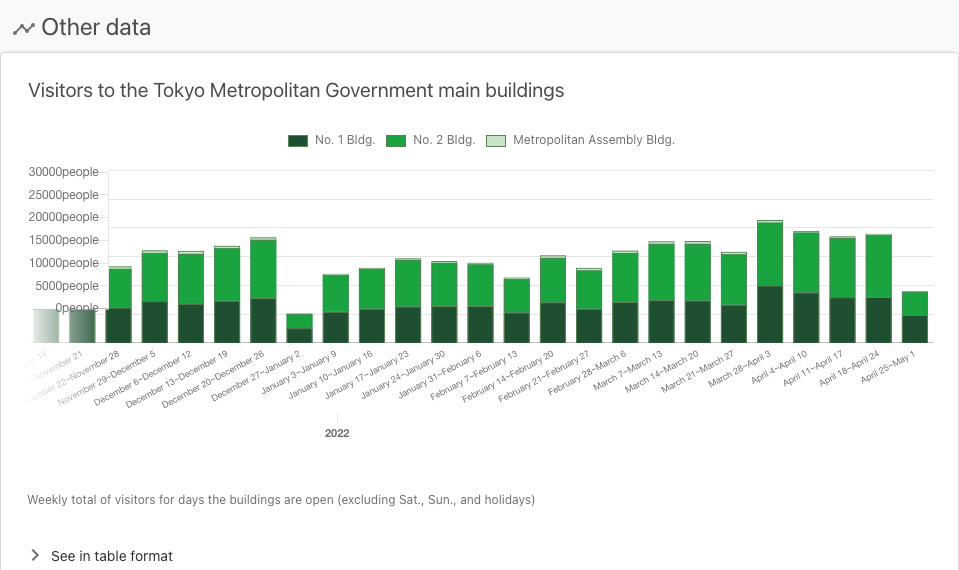 Other data
Visitors to the Tokyo Metropolitan Government main buildings
No. 1 Bldg. No. 2 Bldg. Metropolitan Assembly Bldg.
30000people
25000people
20000people
15000people
10000people
5000people
0people
14
November 21
November 28
November 29~December 5
December 6~December 12
December 13~December 19
December 20~December 26
December 27~January 2
January 3~January 9
January 10~January 16
January 17~January 23
January 24~January 30
January 31~February 6
February 7~February 13
February 14~February 20
February 21~February 27
February 28~March 6
March 7~March 13
March 14~March 20
March 21~March 27
March 28~April 3
April 4~April 10
April 11~April 17
April 18~April 24
April 25~May 1
2022
Weekly total of visitors for days the buildings are open (excluding Sat., Sun., and holidays)
See in table format